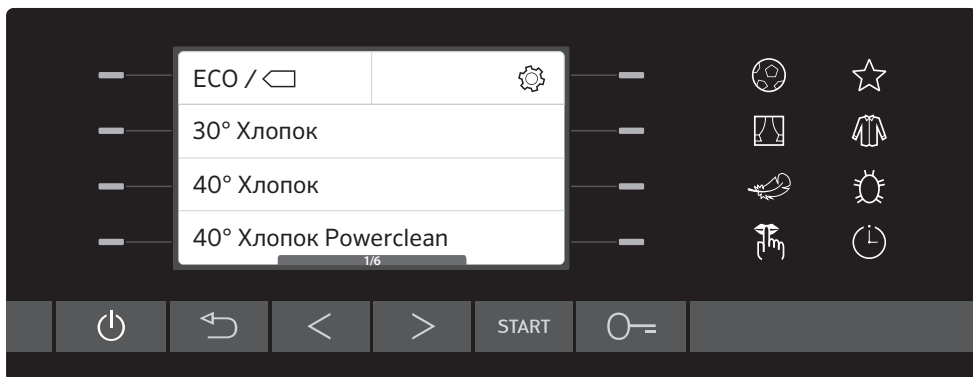 ECO /
30° Хлопок
40° Хлопок
40° Хлопок Powerclean
1/6
START